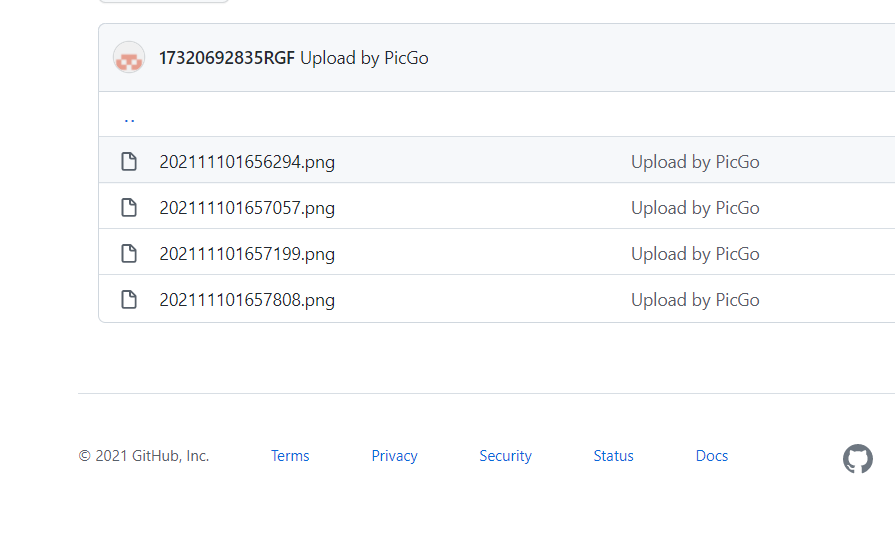 17320692835RGF Upload by PicGo
..
202111101656294.png Upload by PicGo
202111101657057.png Upload by PicGo
202111101657199.png Upload by PicGo
202111101657808.png Upload by PicGo
© 2021 GitHub, Inc. Terms Privacy Security Status Docs